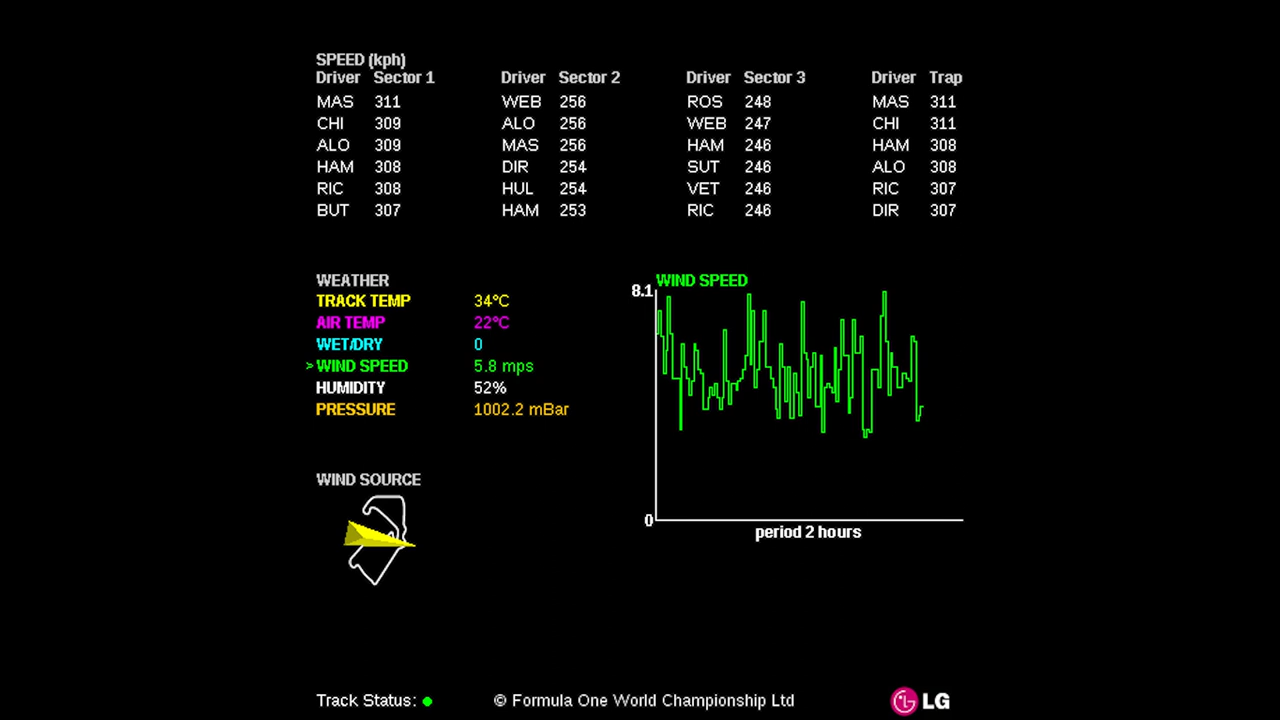 SPEED (kph)
Driver Sector 1 Driver Sector 2 Driver Sector 3 Driver Trap
MAS 311 WEB 256 ROS 248 MAS 311
CHI 309 ALO 256 WEB 247 CHI 311
ALO 309 MAS 256 HAM 246 HAM 308
HAM 308 DIR 254 SUT 246 ALO 308
RIC 308 HUL 254 VET 246 RIC 307
BUT 307 HAM 253 RIC 246 DIR 307
WEATHER
TRACK TEMP 34°C
AIR TEMP 22°C
WET/DRY 0
>WIND SPEED 5.8 mps
HUMIDITY 52%
PRESSURE 1002.2 mBar
WIND SPEED
8.1
0
period 2 hours
WIND SOURCE
Track Status: © Formula One World Championship Ltd LG